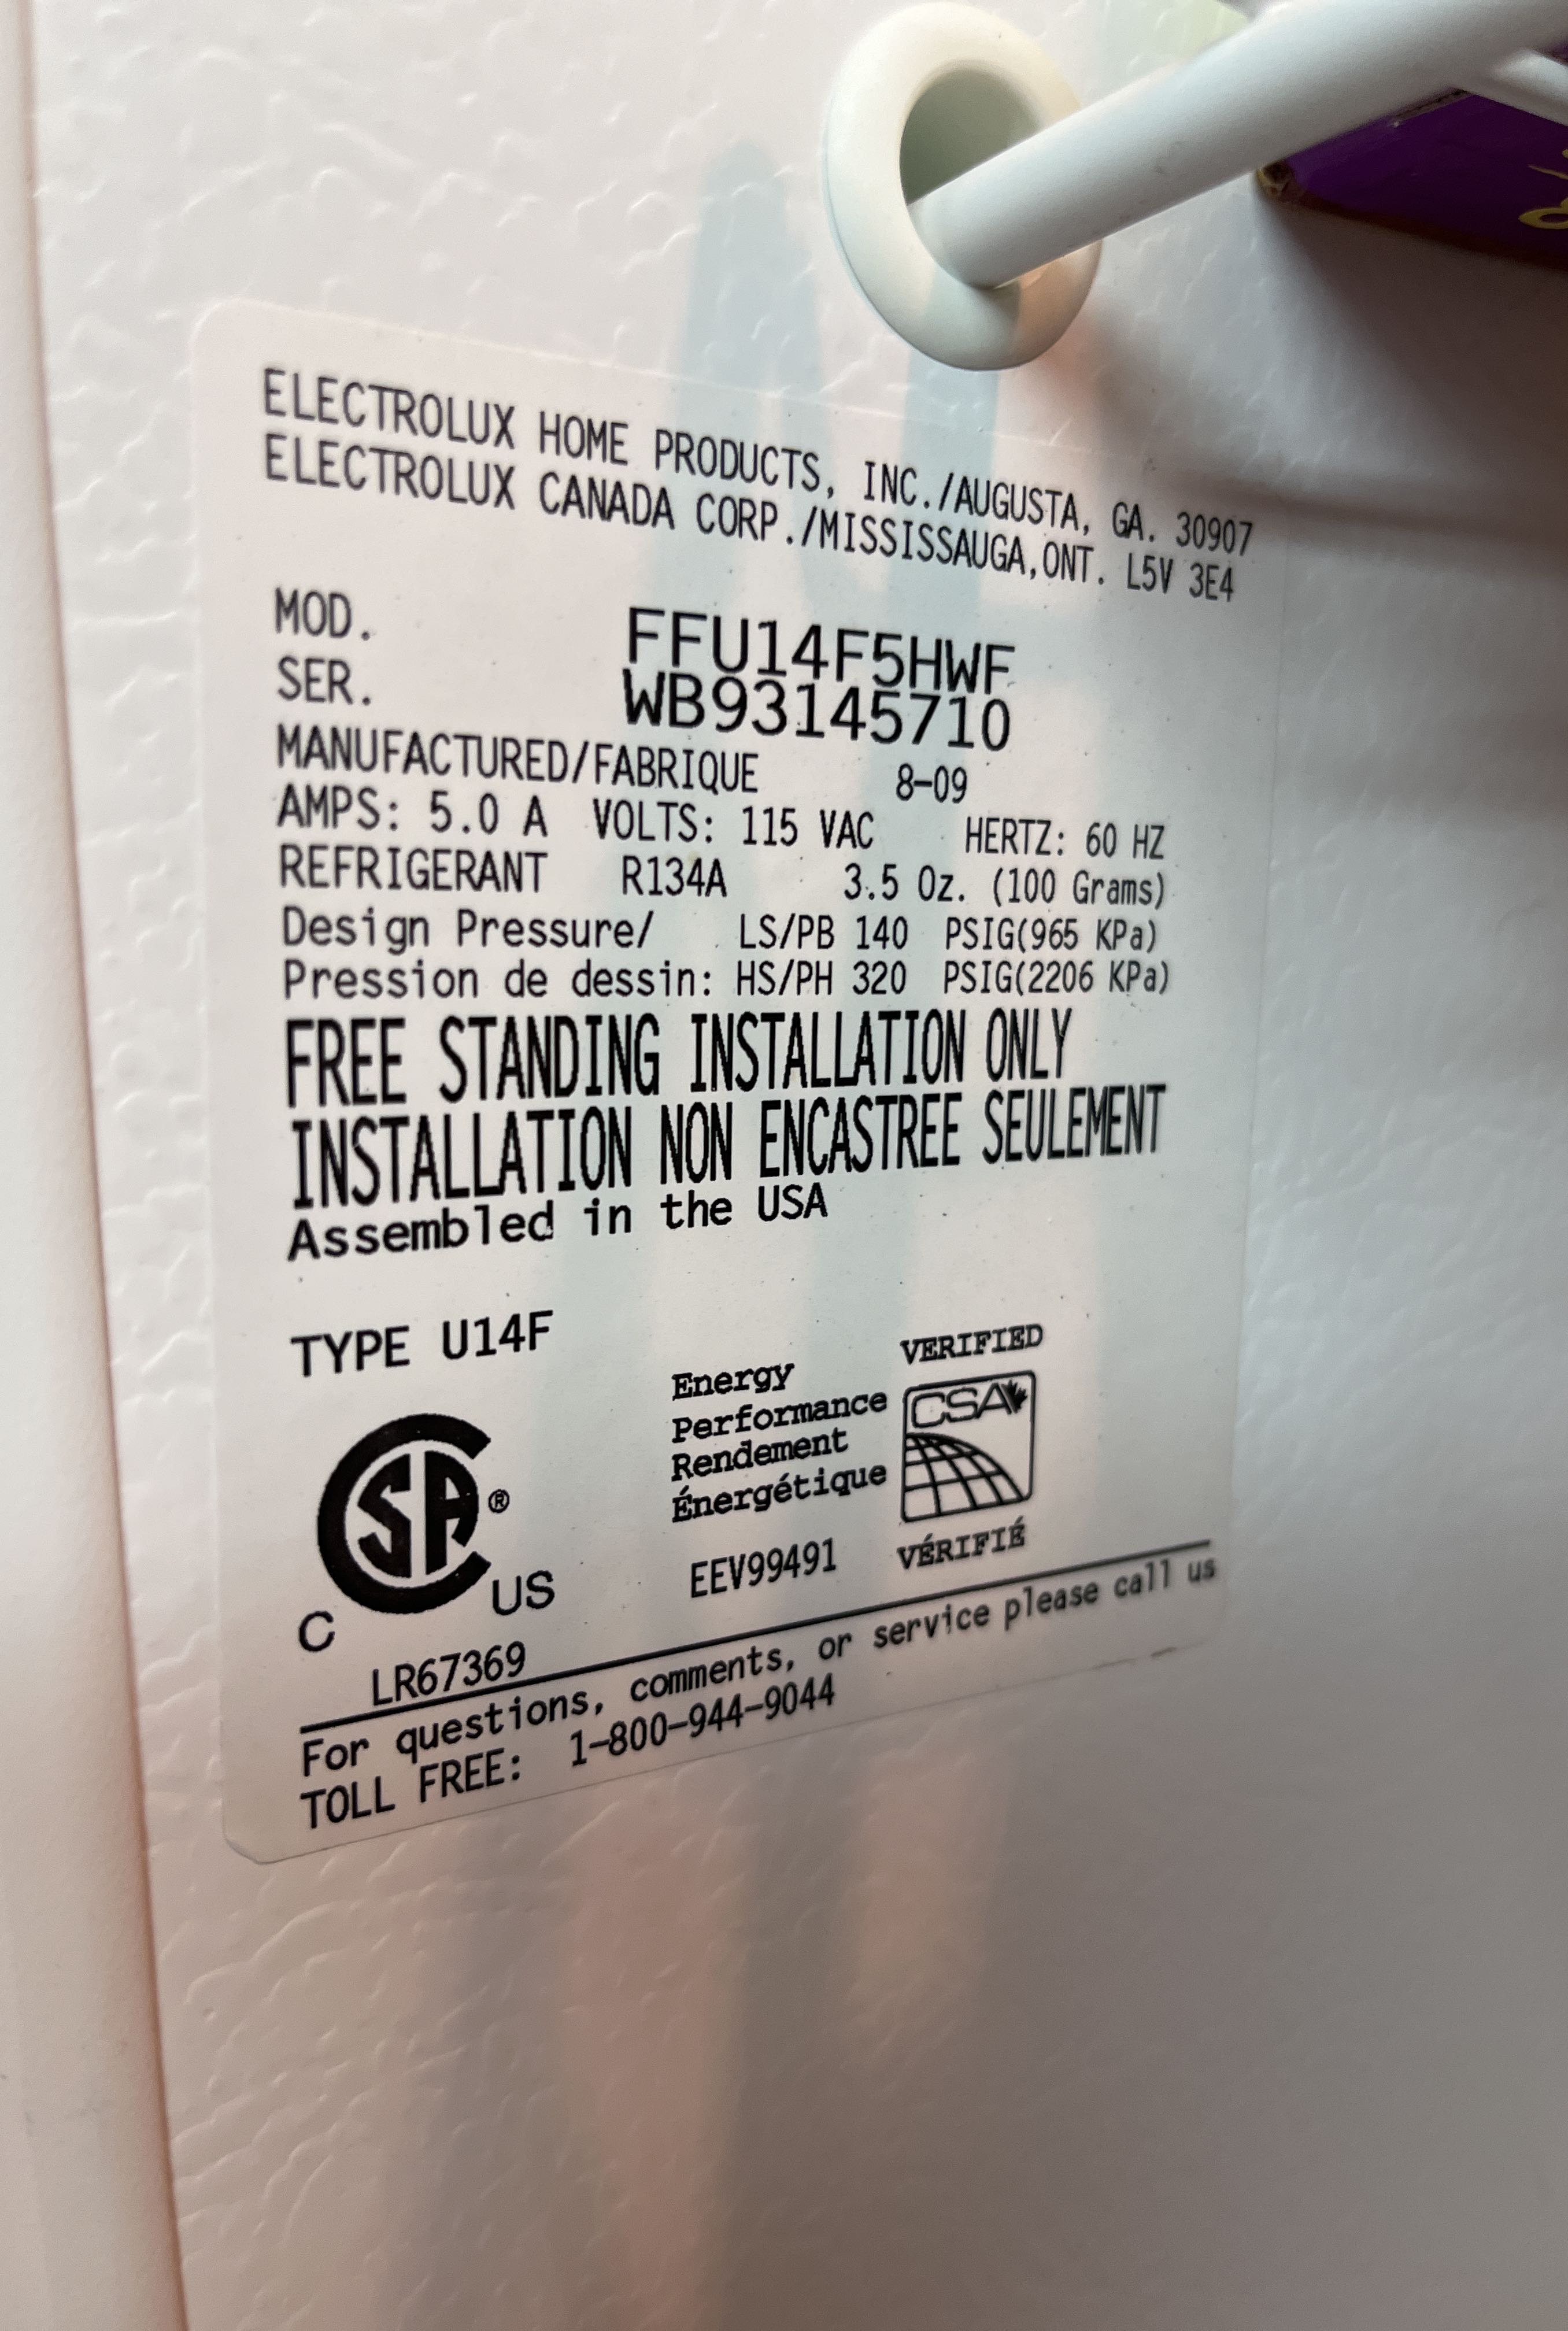 ELECTROLUX HOME PRODUCTS, INC./AUGUSTA, GA. 30907
ELECTROLUX CANADA CORP./MISSISSAUGA,ONT. L5V 3E4
MOD. FFU14F5HWF
SER. WB93145710
MANUFACTURED/FABRIQUE 8-09
AMPS: 5.0 A VOLTS: 115 VAC HERTZ: 60 HZ
REFRIGERANT R134A 3.5 Oz. (100 Grams)
Design Pressure/ LS/PB 140 PSIG(965 KPa)
Pression de dessin: HS/PH 320 PSIG(2206 KPa)
FREE STANDING INSTALLATION ONLY
INSTALLATION NON ENCASTREE SEULEMENT
Assembled in the USA
TYPE U14F
SA®
C US
LR67369
Energy
Performance
Rendement
Énergétique
EEV99491
VERIFIED
CSA
VÉRIFIÉ
For questions, comments, or service please call us
TOLL FREE: 1-800-944-9044